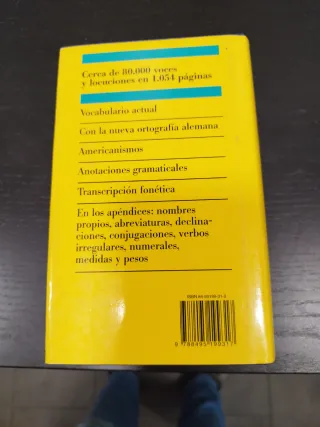 Cerca de 80.000 voces
y locuciones en 1.054 páginas
Vocabulario actual
Con la nueva ortografía alemana
Americanismos
Anotaciones gramaticales
Transcripción fonética
En los apéndices: nombres
propios, abreviaturas, declina-
ciones, conjugaciones, verbos
irregulares, numerales,
medidas y pesos